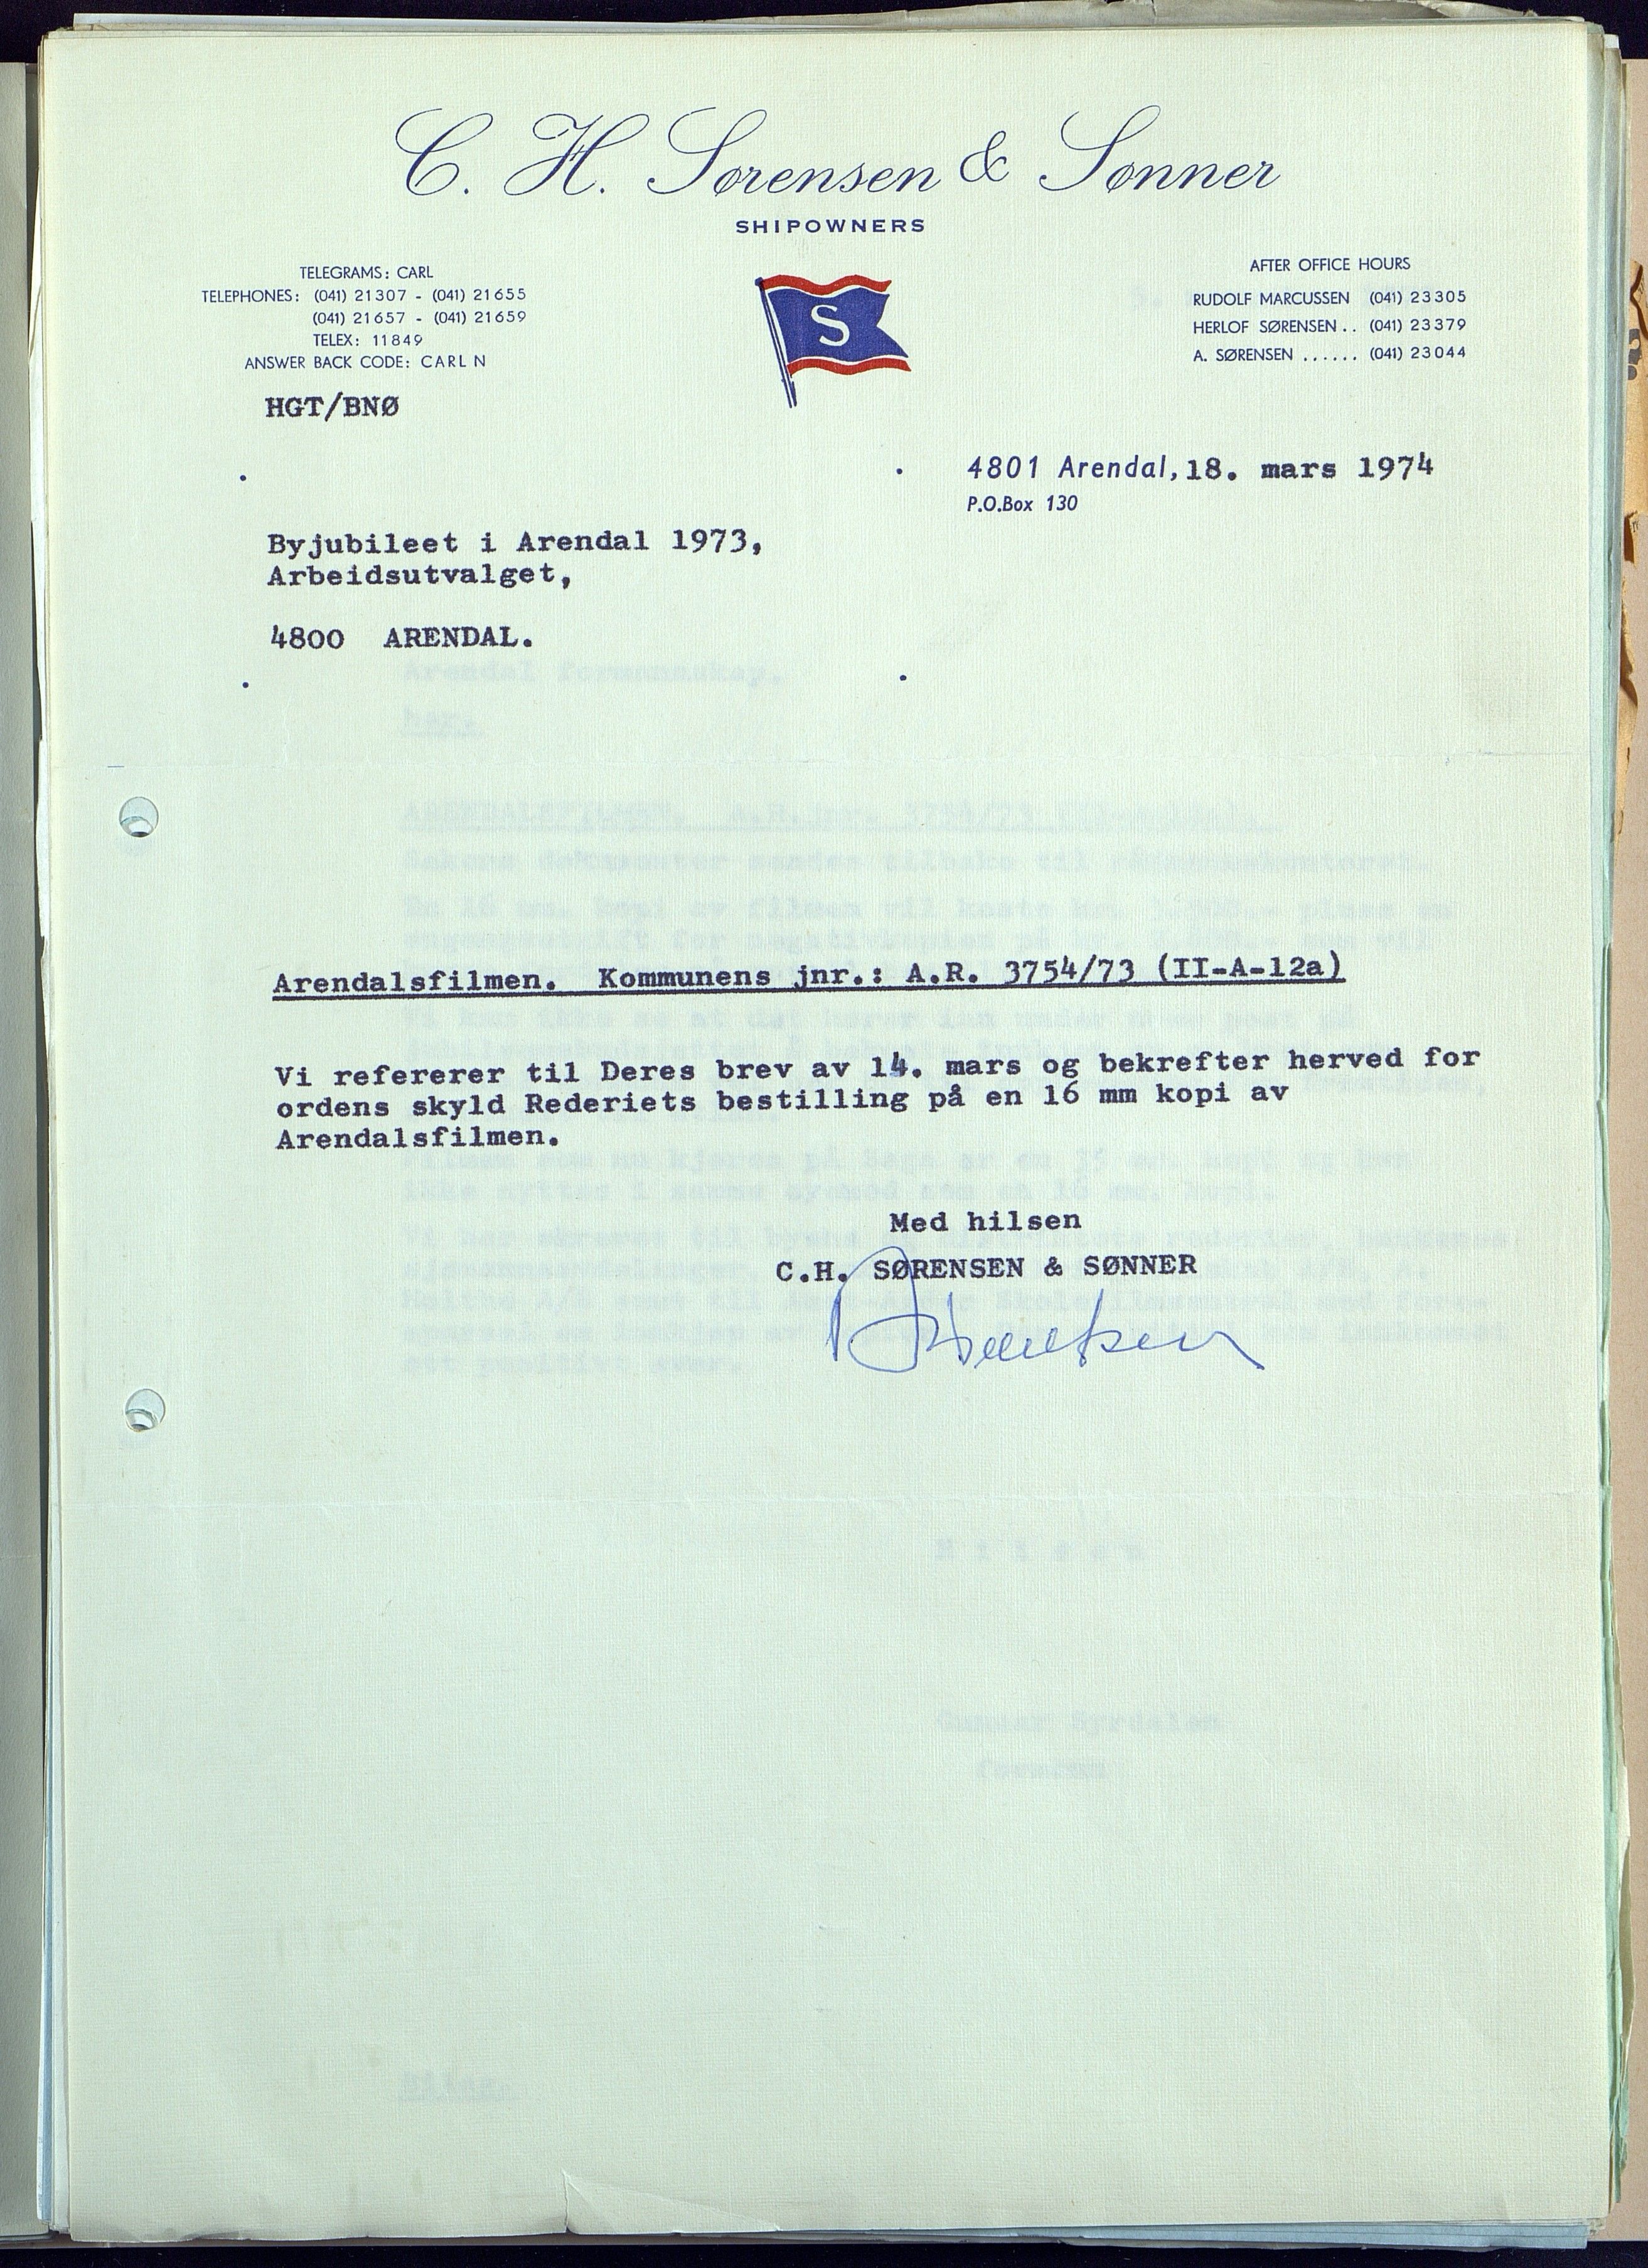 C. H. Sørensen & Sønner
SHIPOWNERS
TELEGRAMS: CARL
TELEPHONES: (041) 21307 - (041) 21655
(041) 21657 - (041) 21659
TELEX: 11849
ANSWER BACK CODE: CARL N
S
AFTER OFFICE HOURS
RUDOLF MARCUSSEN (041) 23305
HERLOF SØRENSEN .. (041) 23379
A. SØRENSEN ...... (041) 23044
HGT/BNØ
4801 Arendal, 18. mars 1974
P.O.Box 130
Byjubileet i Arendal 1973,
Arbeidsutvalget,
4800 ARENDAL.
Arendalsfilmen. Kommunens jnr.: A.R. 3754/73 (II-A-12a)
Vi refererer til Deres brev av 14. mars og bekrefter herved for
ordens skyld Rederiets bestilling på en 16 mm kopi av
Arendalsfilmen.
Med hilsen
C.H. SØRENSEN & SØNNER